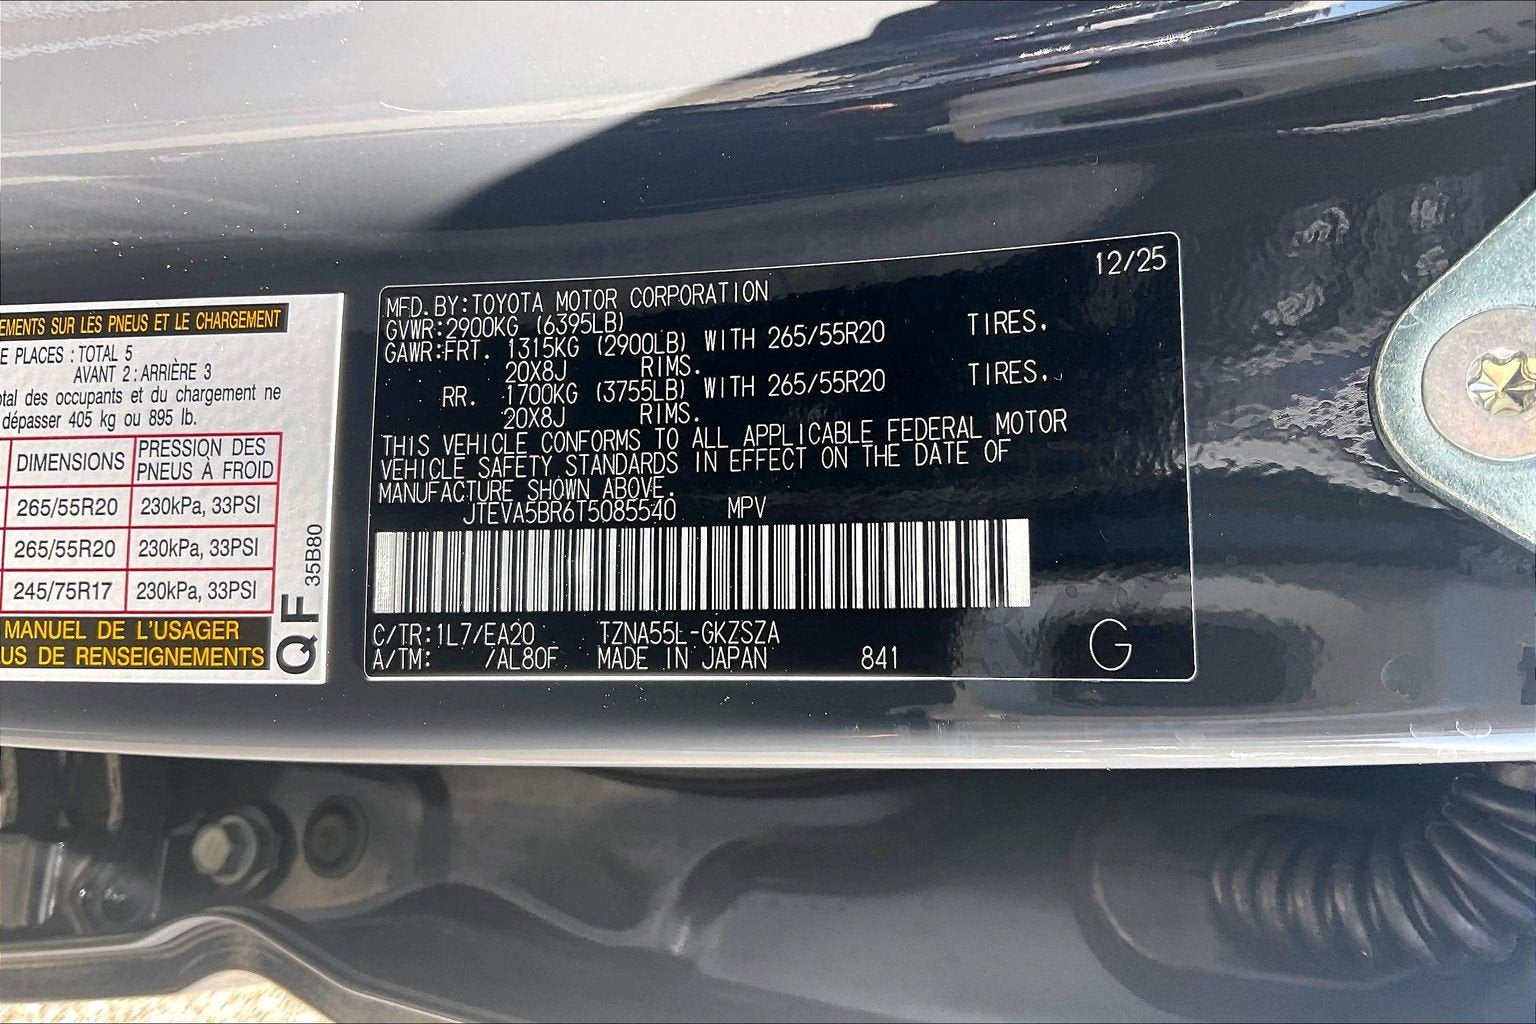 EMENTS SUR LES PNEUS ET LE CHARGEMENT
E PLACES : TOTAL 5
AVANT 2 : ARRIÈRE 3
otal des occupants et du chargement ne
dépasser 405 kg ou 895 lb.
DIMENSIONS PRESSION DES PNEUS À FROID
265/55R20 230kPa, 33PSI
265/55R20 230kPa, 33PSI
245/75R17 230kPa, 33PSI
MANUEL DE L'USAGER
US DE RENSEIGNEMENTS
QF 35B80
12/25
MFD.BY:TOYOTA MOTOR CORPORATION
GVWR:2900KG (6395LB)
GAWR:FRT. 1315KG (2900LB) WITH 265/55R20 TIRES.
20X8J RIMS.
RR. 1700KG (3755LB) WITH 265/55R20 TIRES.
20X8J RIMS.
THIS VEHICLE CONFORMS TO ALL APPLICABLE FEDERAL MOTOR
VEHICLE SAFETY STANDARDS IN EFFECT ON THE DATE OF
MANUFACTURE SHOWN ABOVE.
JTEVA5BR6T5085540 MPV
C/TR:1L7/EA20 TZNA55L-GKZSZA
A/TM: /AL80F MADE IN JAPAN 841 G